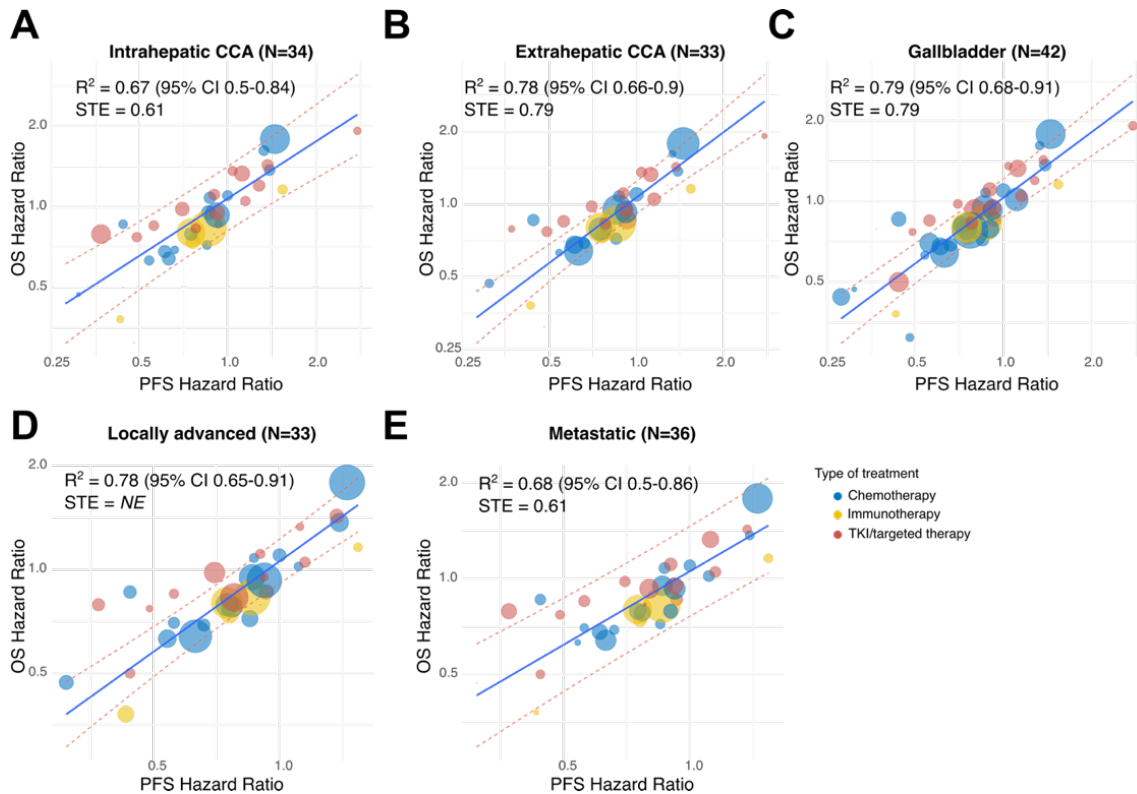 A
Intrahepatic CCA (N=34)
R² = 0.67 (95% CI 0.5-0.84)
STE = 0.61
2.0
1.0
0.5
OS Hazard Ratio
0.25
0.5
1.0
2.0
PFS Hazard Ratio
B
Extrahepatic CCA (N=33)
R² = 0.78 (95% CI 0.66-0.9)
STE = 0.79
2.0
1.0
0.5
0.25
OS Hazard Ratio
0.25
0.5
1.0
2.0
PFS Hazard Ratio
C
Gallbladder (N=42)
R² = 0.79 (95% CI 0.68-0.91)
STE = 0.79
2.0
1.0
0.5
OS Hazard Ratio
0.25
0.5
1.0
2.0
PFS Hazard Ratio
D
Locally advanced (N=33)
R² = 0.78 (95% CI 0.65-0.91)
STE = NE
2.0
1.0
0.5
OS Hazard Ratio
0.5
1.0
PFS Hazard Ratio
E
Metastatic (N=36)
R² = 0.68 (95% CI 0.5-0.86)
STE = 0.61
2.0
1.0
0.5
OS Hazard Ratio
1.0
PFS Hazard Ratio
Type of treatment
Chemotherapy
Immunotherapy
TKI/targeted therapy